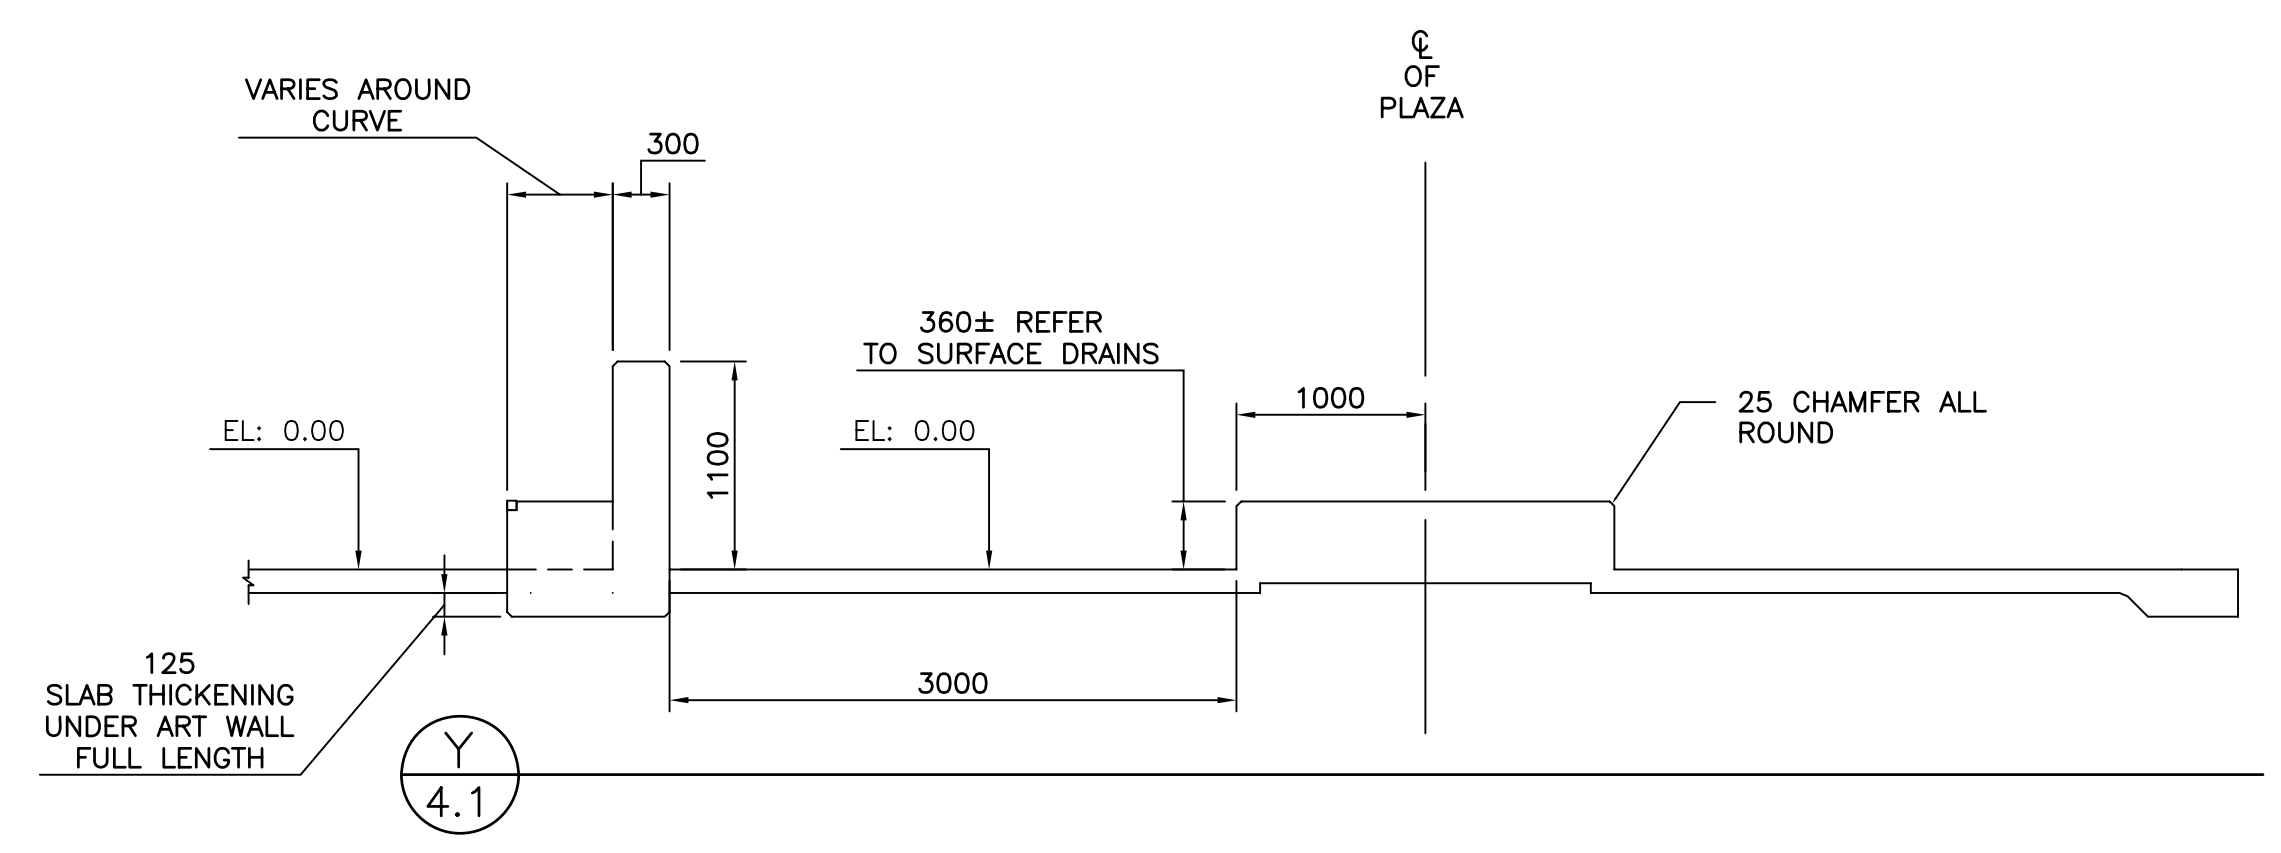 ℄
OF
PLAZA
VARIES AROUND
CURVE
300
360± REFER
TO SURFACE DRAINS
1000
25 CHAMFER ALL
ROUND
EL: 0.00
1100
EL: 0.00
125
SLAB THICKENING
UNDER ART WALL
FULL LENGTH
3000
Y
4.1